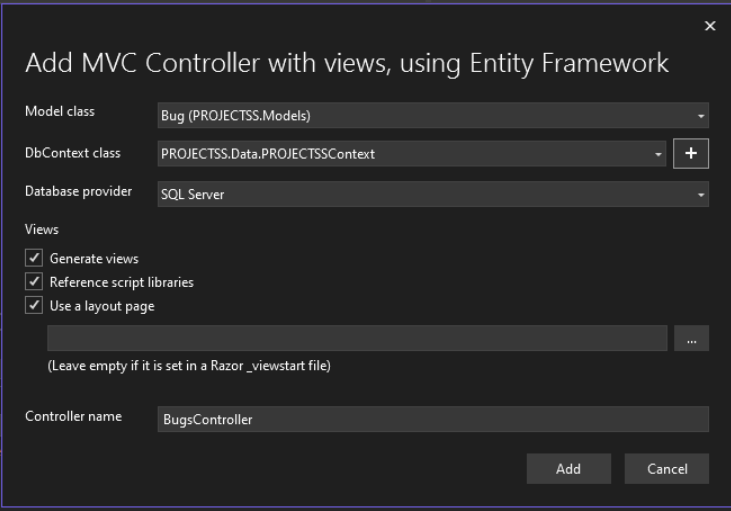 Add MVC Controller with views, using Entity Framework
Model class Bug (PROJECTSS.Models)
DbContext class PROJECTSS.Data.PROJECTSSContext +
Database provider SQL Server
Views
Generate views
Reference script libraries
Use a layout page
...
(Leave empty if it is set in a Razor _viewstart file)
Controller name BugsController
Add Cancel